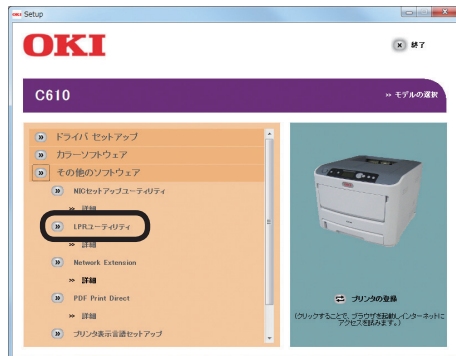 OKI Setup
OKI
終了
C610
モデルの選択
ドライバ セットアップ
カラーソフトウェア
その他のソフトウェア
NICセットアップユーティリティ
詳細
LPRユーティリティ
詳細
Network Extension
詳細
PDF Print Direct
詳細
プリンタ表示言語セットアップ
プリンタの登録
(クリックすることで、ブラウザを起動しインターネットに
アクセスを試みます。)